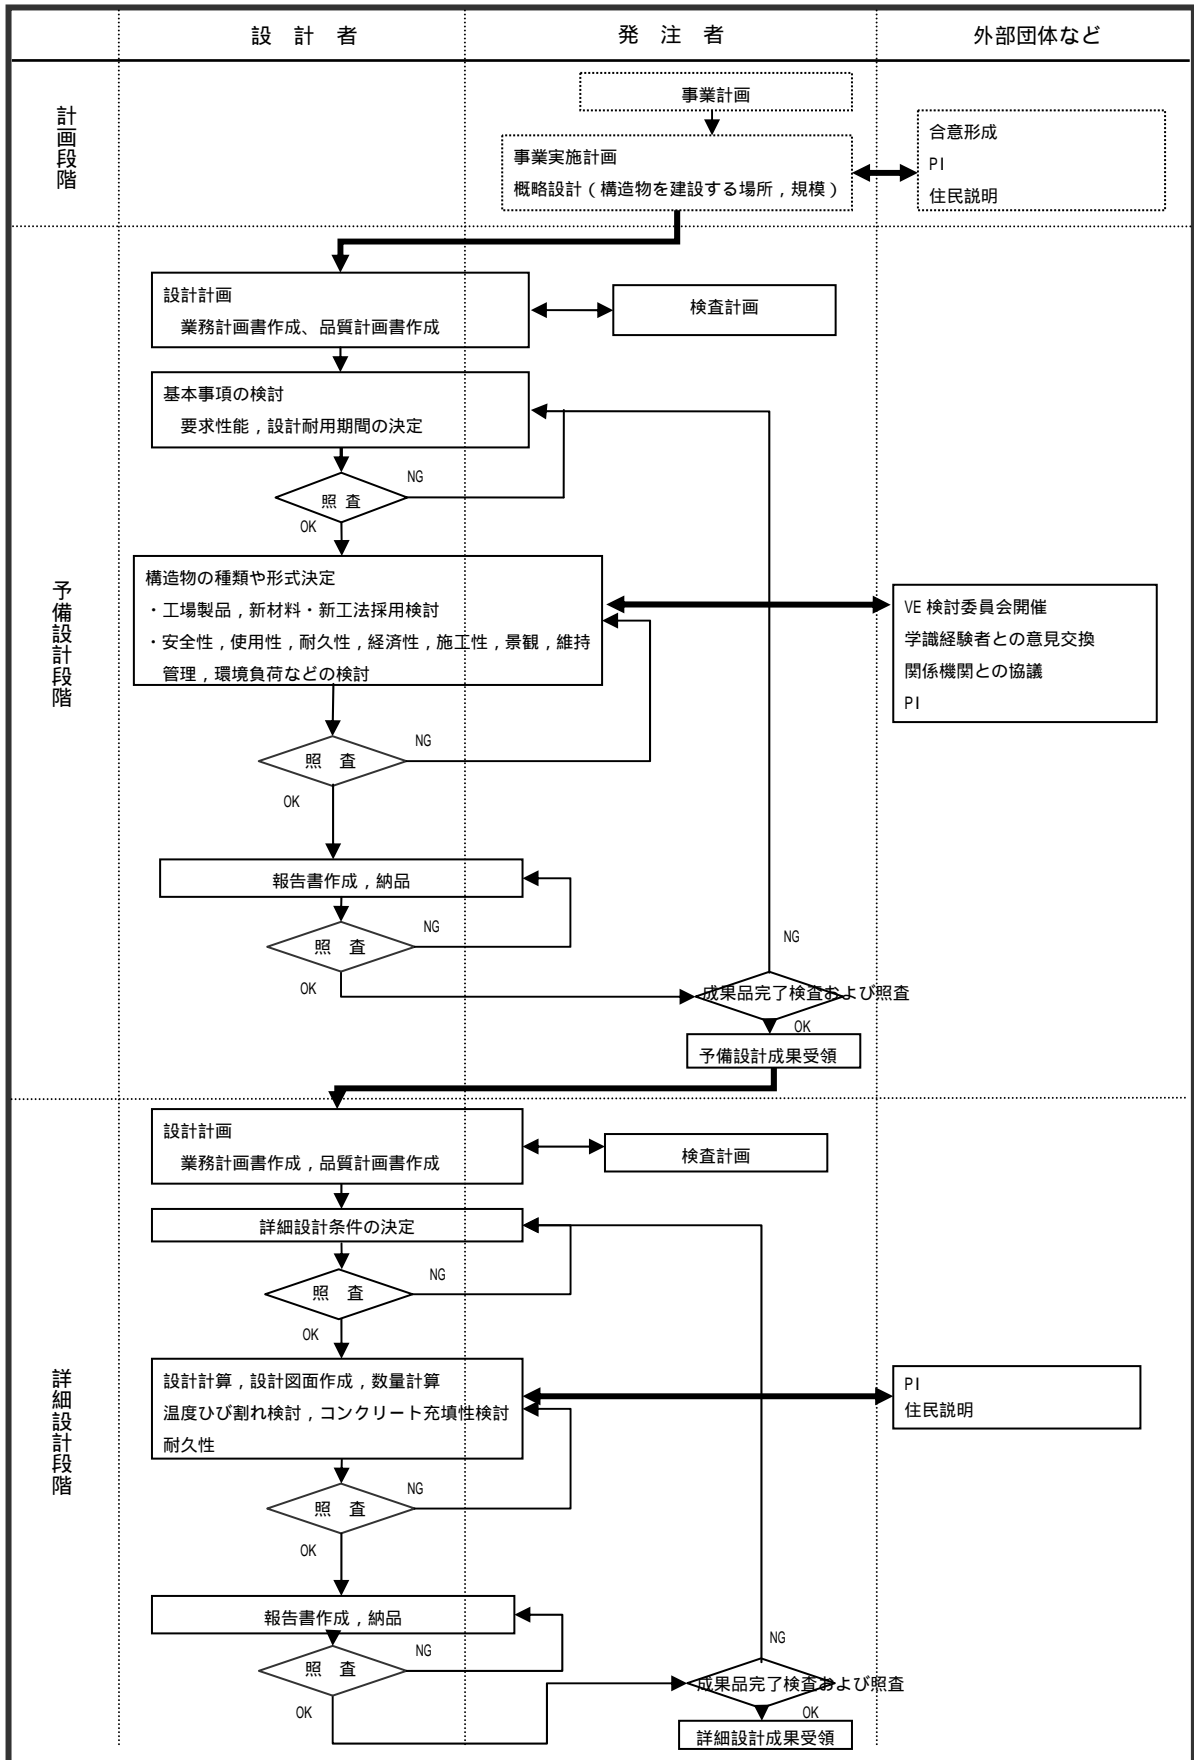 設 計 者
発 注 者
外部団体など
計画段階
事業計画
事業実施計画
概略設計(構造物を建設する場所,規模)
合意形成
PI
住民説明
予備設計段階
設計計画
業務計画書作成、品質計画書作成
検査計画
基本事項の検討
要求性能,設計耐用期間の決定
NG
照 査
OK
構造物の種類や形式決定
・工場製品,新材料・新工法採用検討
・安全性,使用性,耐久性,経済性,施工性,景観,維持
管理,環境負荷などの検討
VE 検討委員会開催
学識経験者との意見交換
関係機関との協議
PI
NG
照 査
OK
報告書作成,納品
NG
照 査
OK
NG
成果品完了検査および照査
OK
予備設計成果受領
詳細設計段階
設計計画
業務計画書作成,品質計画書作成
検査計画
詳細設計条件の決定
NG
照 査
OK
設計計算,設計図面作成,数量計算
温度ひび割れ検討,コンクリート充填性検討
耐久性
PI
住民説明
NG
照 査
OK
報告書作成,納品
NG
照 査
OK
NG
成果品完了検査および照査
OK
詳細設計成果受領